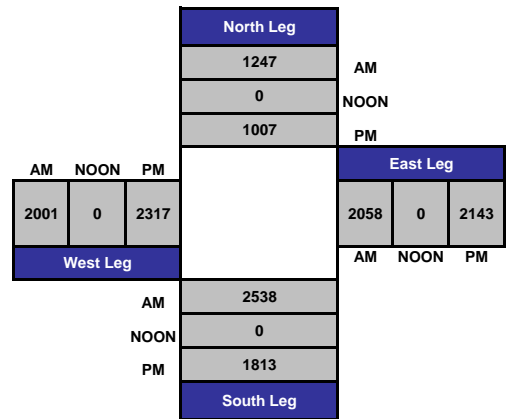 North Leg
1247 AM
0 NOON
1007 PM
AM NOON PM
East Leg
2001 0 2317
2058 0 2143
West Leg
AM NOON PM
AM 2538
NOON 0
PM 1813
South Leg